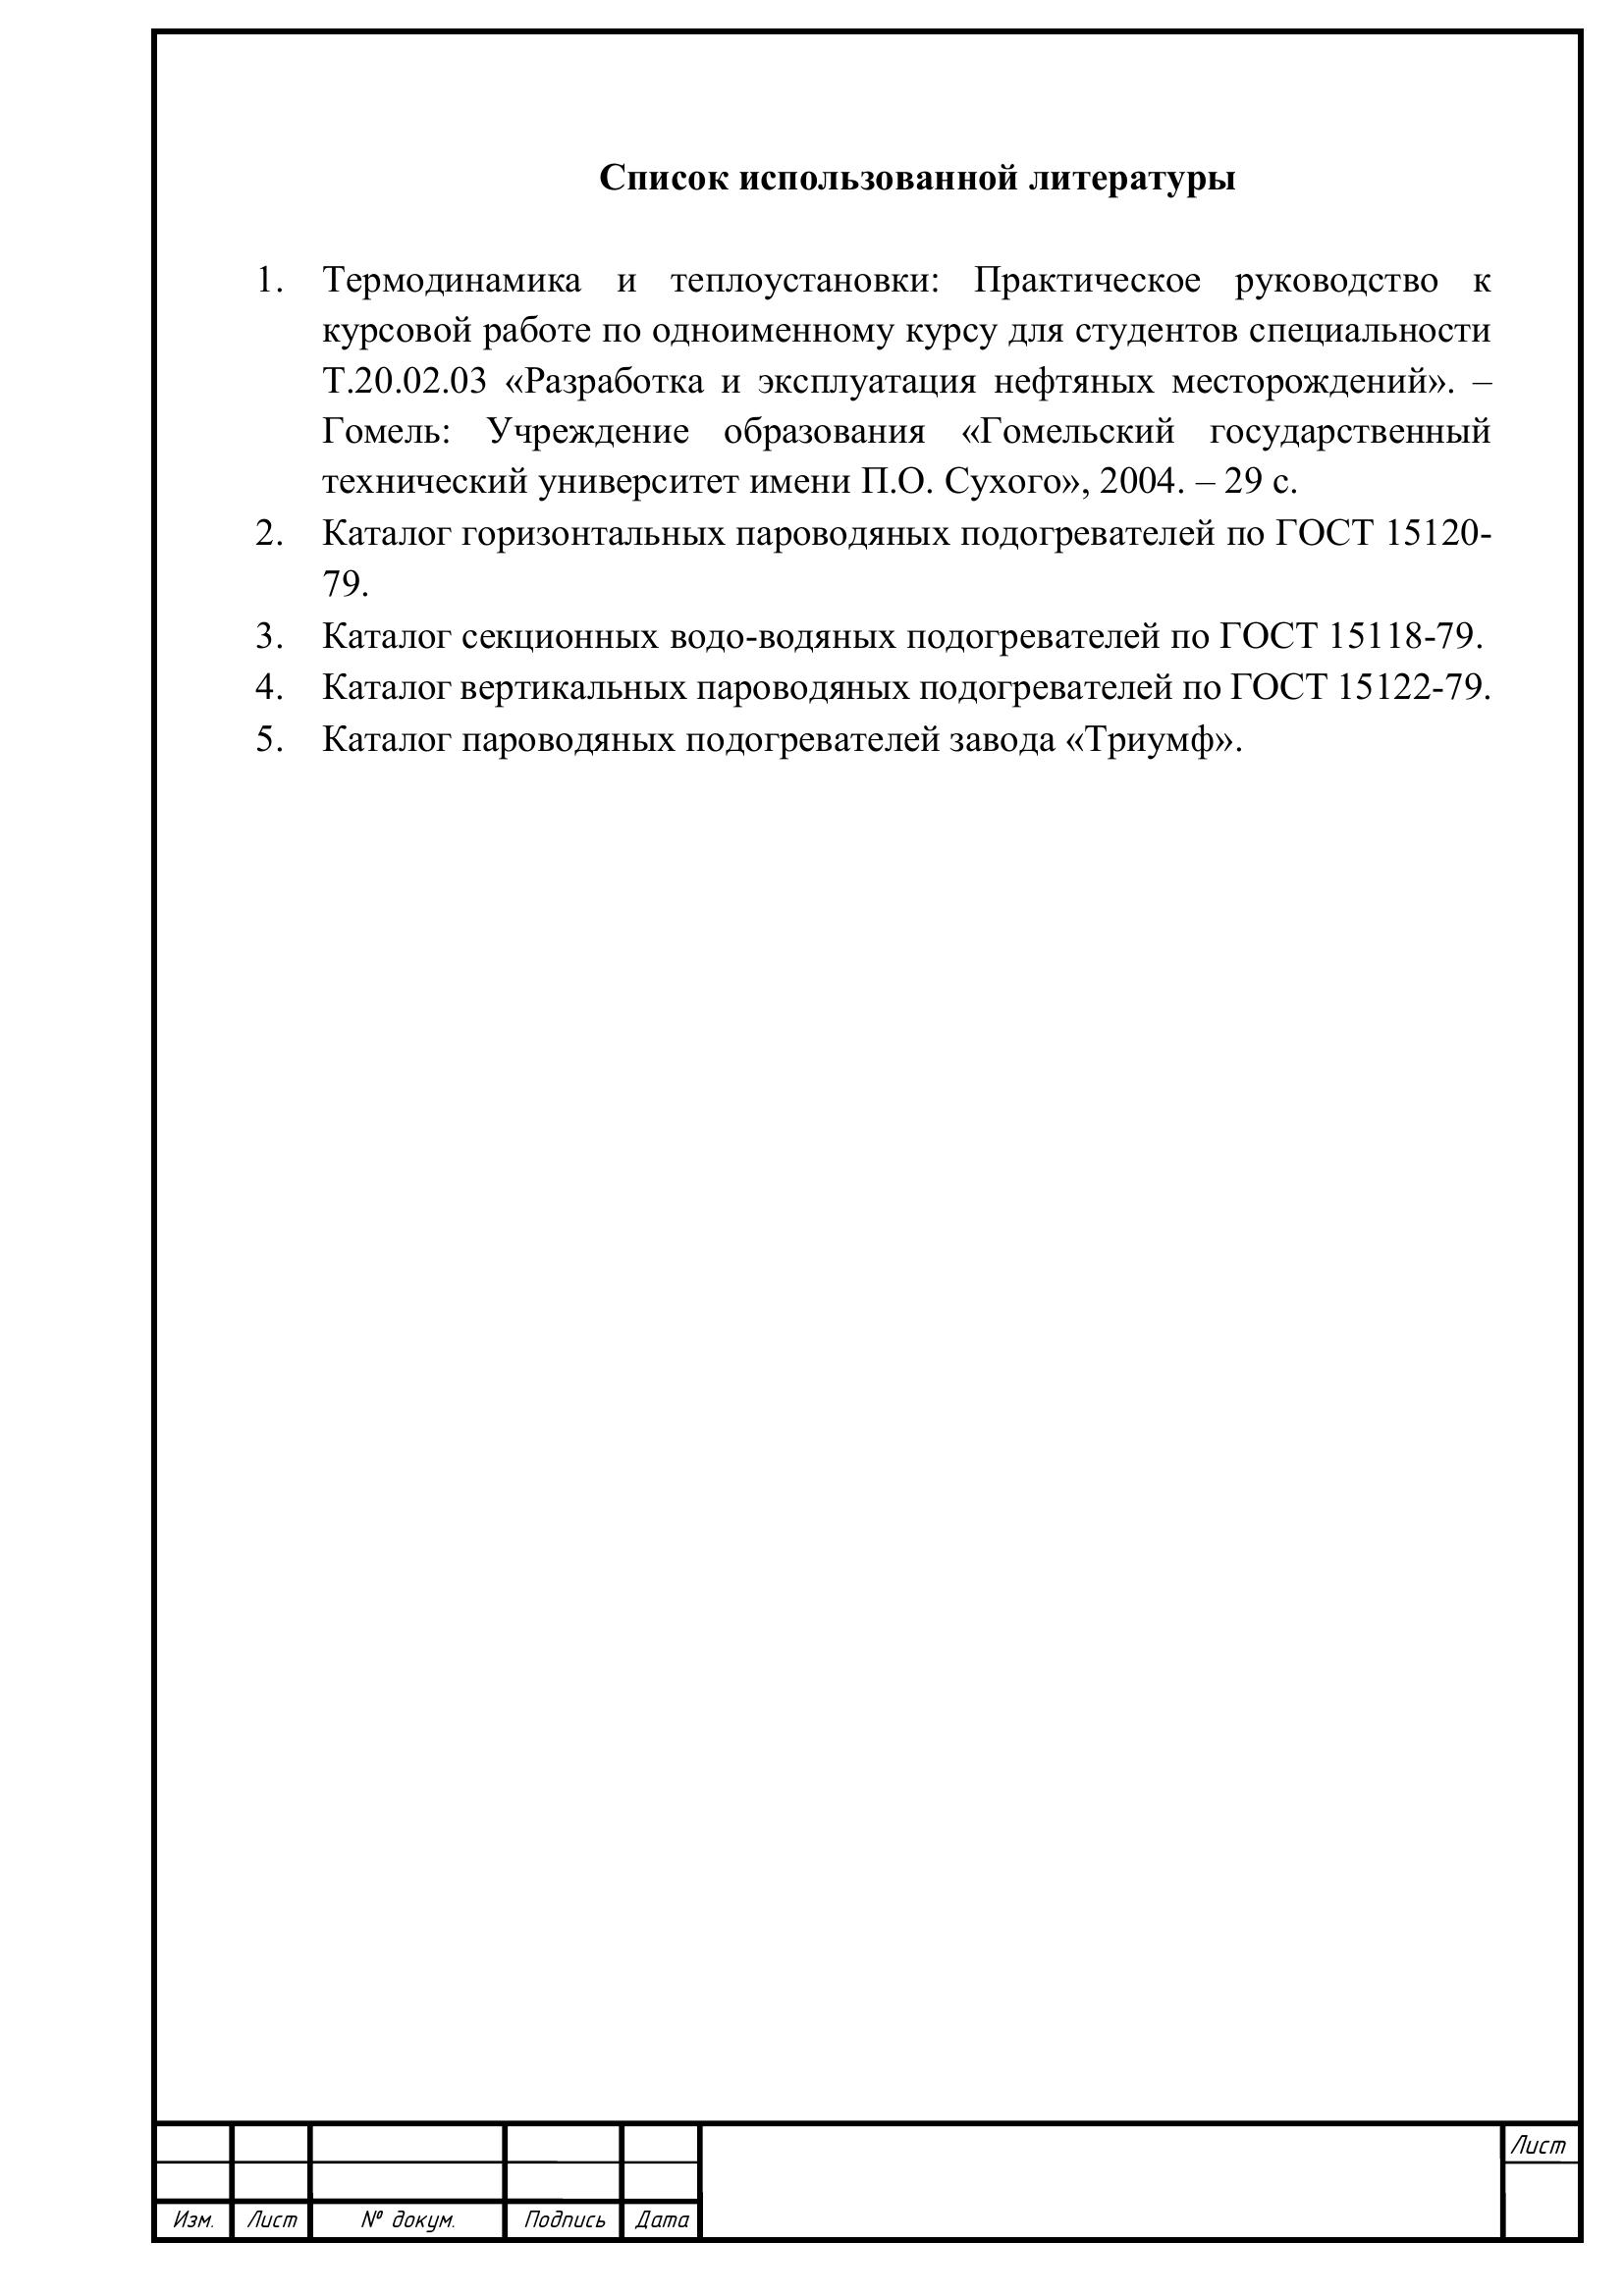 Список использованной литературы
1. Термодинамика и теплоустановки: Практическое руководство к
курсовой работе по одноименному курсу для студентов специальности
Т.20.02.03 «Разработка и эксплуатация нефтяных месторождений». –
Гомель: Учреждение образования «Гомельский государственный
технический университет имени П.О. Сухого», 2004. – 29 с.
2. Каталог горизонтальных пароводяных подогревателей по ГОСТ 15120-
79.
3. Каталог секционных водо-водяных подогревателей по ГОСТ 15118-79.
4. Каталог вертикальных пароводяных подогревателей по ГОСТ 15122-79.
5. Каталог пароводяных подогревателей завода «Триумф».
Лист
Изм. Лист № докум. Подпись Дата